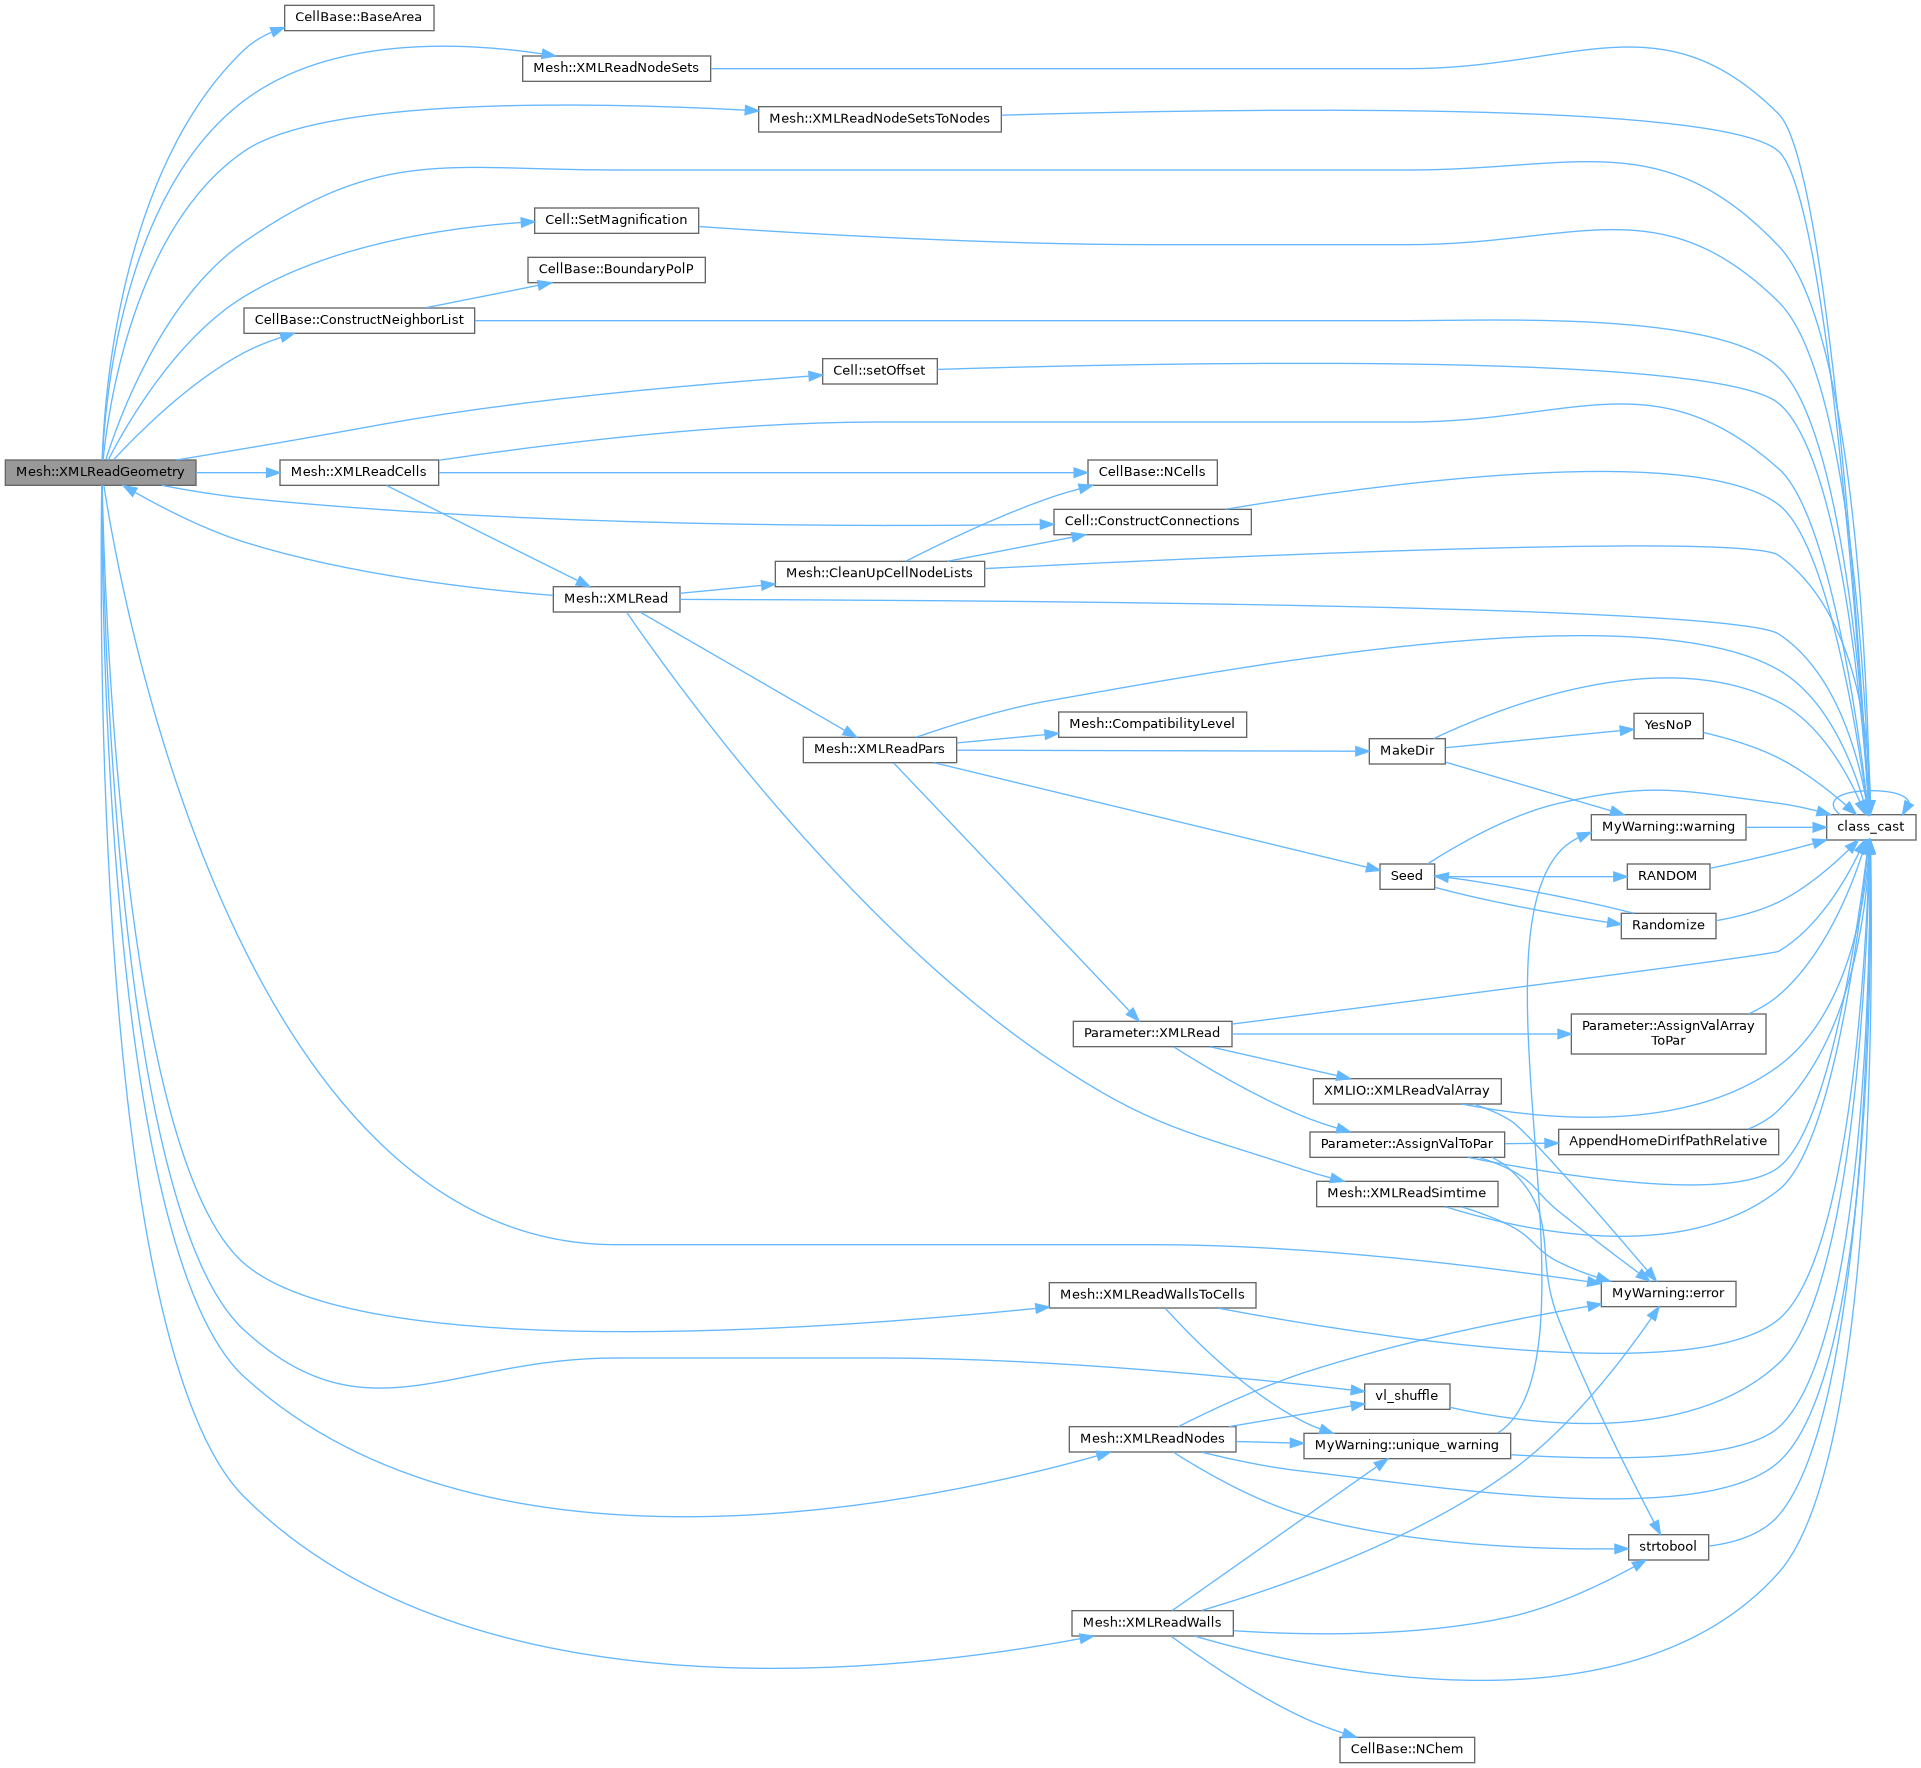 CellBase::BaseArea
Mesh::XMLReadNodeSets
Mesh::XMLReadNodeSetsToNodes
Cell::SetMagnification
CellBase::BoundaryPolP
CellBase::ConstructNeighborList
Cell::setOffset
Mesh::XMLReadGeometry
Mesh::XMLReadCells
CellBase::NCells
Cell::ConstructConnections
Mesh::CleanUpCellNodeLists
Mesh::XMLRead
Mesh::CompatibilityLevel
YesNoP
Mesh::XMLReadPars
MakeDir
MyWarning::warning
class_cast
Seed
RANDOM
Randomize
Parameter::XMLRead
Parameter::AssignValArray
ToPar
XMLIO::XMLReadValArray
Parameter::AssignValToPar
AppendHomeDirIfPathRelative
Mesh::XMLReadSimtime
Mesh::XMLReadWallsToCells
MyWarning::error
vl_shuffle
Mesh::XMLReadNodes
MyWarning::unique_warning
strtobool
Mesh::XMLReadWalls
CellBase::NChem